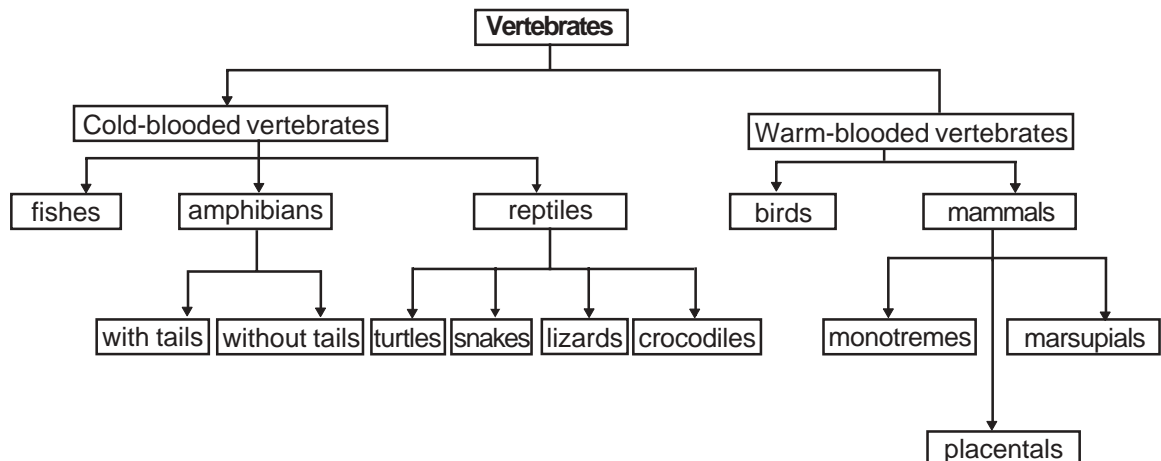 Vertebrates
Cold-blooded vertebrates
Warm-blooded vertebrates
fishes
amphibians
reptiles
birds
mammals
with tails
without tails
turtles
snakes
lizards
crocodiles
monotremes
marsupials
placentals